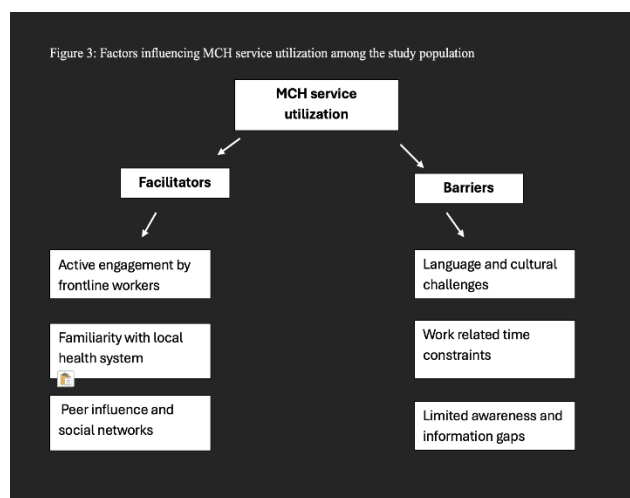 Figure 3: Factors influencing MCH service utilization among the study population
MCH service
utilization
Facilitators
Barriers
Active engagement by
frontline workers
Language and cultural
challenges
Familiarity with local
health system
Work related time
constraints
Peer influence and
social networks
Limited awareness and
information gaps